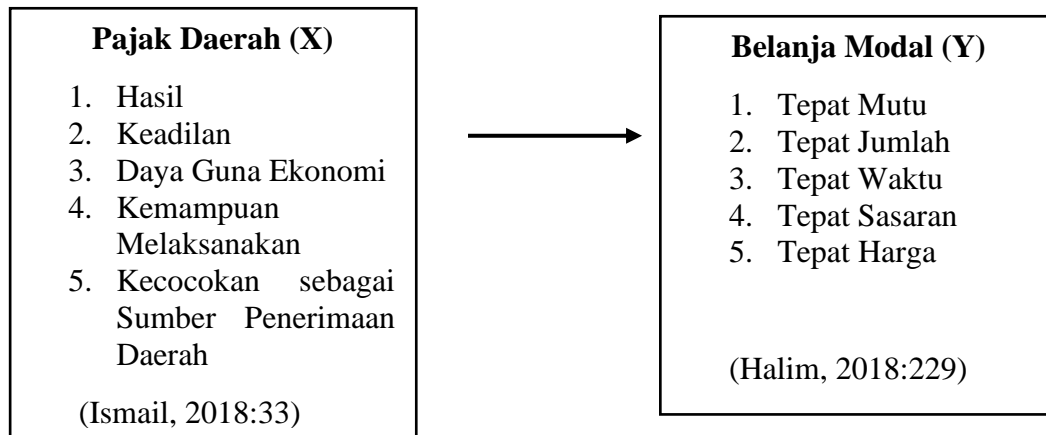 Pajak Daerah (X)
1. Hasil
2. Keadilan
3. Daya Guna Ekonomi
4. Kemampuan
Melaksanakan
5. Kecocokan sebagai
Sumber Penerimaan
Daerah
(Ismail, 2018:33)
Belanja Modal (Y)
1. Tepat Mutu
2. Tepat Jumlah
3. Tepat Waktu
4. Tepat Sasaran
5. Tepat Harga
(Halim, 2018:229)